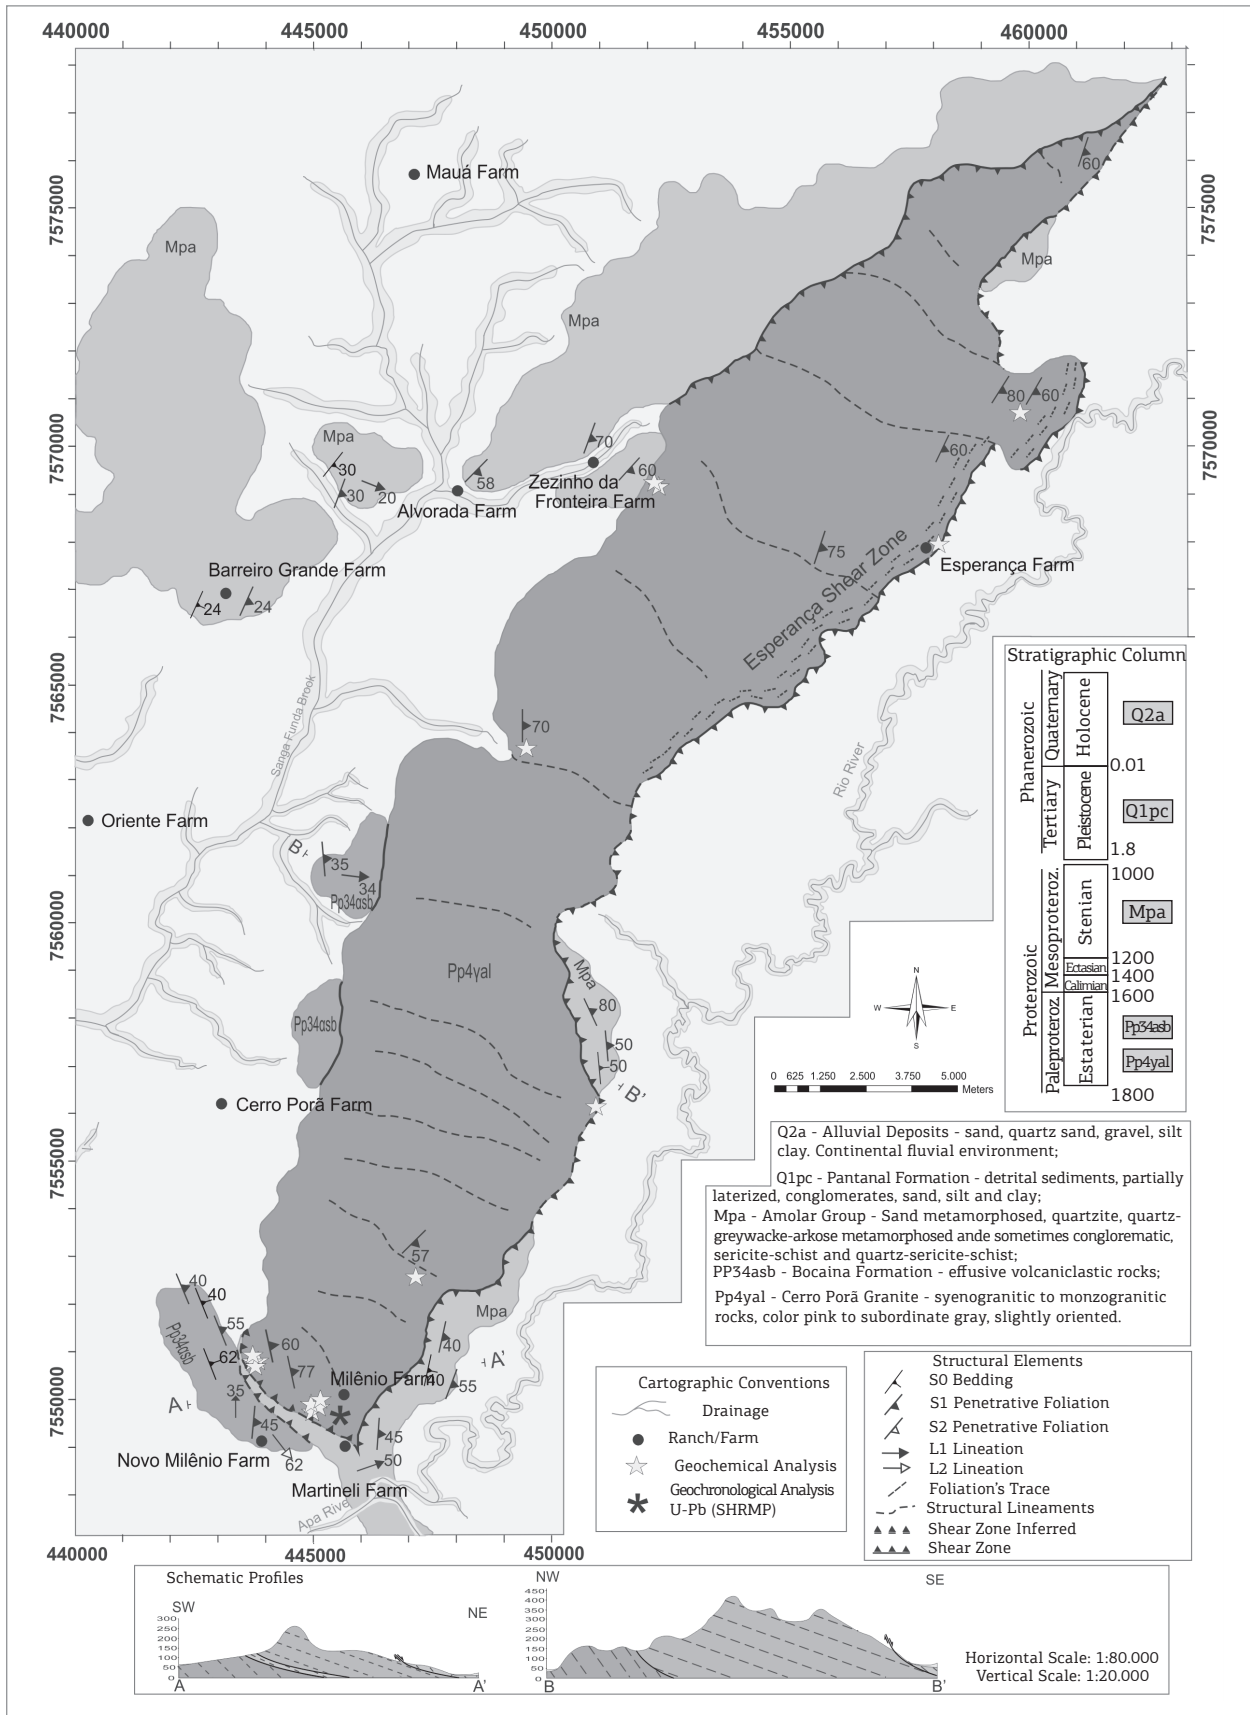 440000 445000 450000 455000 460000
7575000
7570000
7565000
7560000
7555000
7550000
7575000
7570000
Mauá Farm
60
Mpa
Mpa
Mpa
80 60
Mpa
70
60
30
30
20
58
60
Zezinho da
Fronteira Farm
Alvorada Farm
75
Esperança Shear Zone
Esperança Farm
Barreiro Grande Farm
24 24
Sanga Funda Brook
70
Rio River
Oriente Farm
B
35
34
Pp34asb
Pp4yal
Mpa
80
50
50
B'
Pp34asb
Cerro Porã Farm
57
40
40
55
Pp34asb
62
60
77
Mpa
40
40
55
A'
Milênio Farm
A
35
45
62
45
50
Novo Milênio Farm
Martineli Farm
Apa River
440000 445000 450000
Stratigraphic Column
Phanerozoic
Quaternary
Holocene
Q2a
0.01
Tertiary
Pleistocene
Q1pc
1.8
1000
Proterozoic
Mesoproteroz.
Stenian
Mpa
1200
Ectasian
1400
Calimian
1600
Paleproteroz.
Estaterian
Pp34asb
Pp4yal
1800
N
W E
S
0 625 1.250 2.500 3.750 5.000
Meters
Q2a - Alluvial Deposits - sand, quartz sand, gravel, silt
clay. Continental fluvial environment;
Q1pc - Pantanal Formation - detrital sediments, partially
laterized, conglomerates, sand, silt and clay;
Mpa - Amolar Group - Sand metamorphosed, quartzite, quartz-
greywacke-arkose metamorphosed ande sometimes conglorematic,
sericite-schist and quartz-sericite-schist;
PP34asb - Bocaina Formation - effusive volcaniclastic rocks;
Pp4yal - Cerro Porã Granite - syenogranitic to monzogranitic
rocks, color pink to subordinate gray, slightly oriented.
Cartographic Conventions
Drainage
Ranch/Farm
Geochemical Analysis
Geochronological Analysis
U-Pb (SHRMP)
Structural Elements
S0 Bedding
S1 Penetrative Foliation
S2 Penetrative Foliation
L1 Lineation
L2 Lineation
Foliation's Trace
Structural Lineaments
Shear Zone Inferred
Shear Zone
Schematic Profiles
SW
NE
300
250
200
150
100
50
0
A A'
NW
SE
450
400
350
300
250
200
150
100
50
0
B B'
Horizontal Scale: 1:80.000
Vertical Scale: 1:20.000